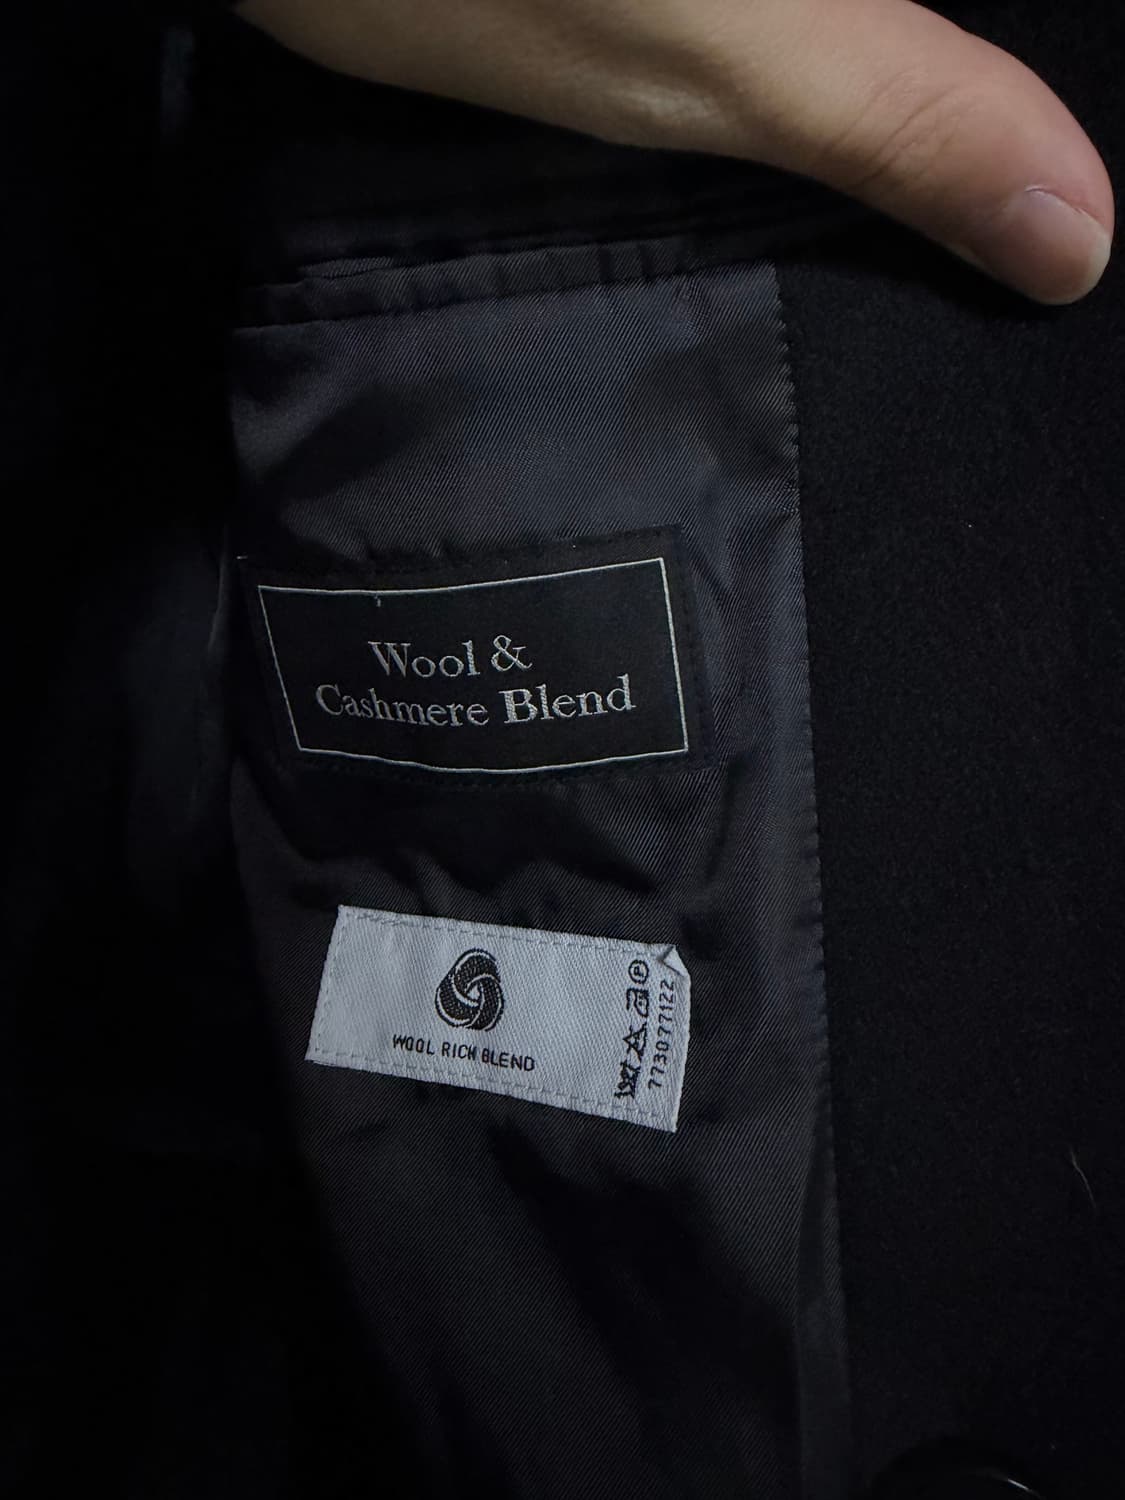 Wool &
Cashmere Blend
WOOL RICH BLEND
P
773077122